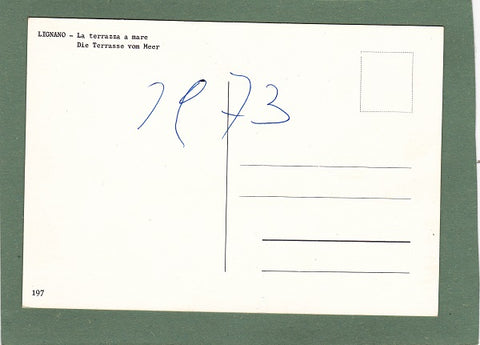 LIGNANO - La terrazza a mare
Die Terrasse vom Meer
1973
197